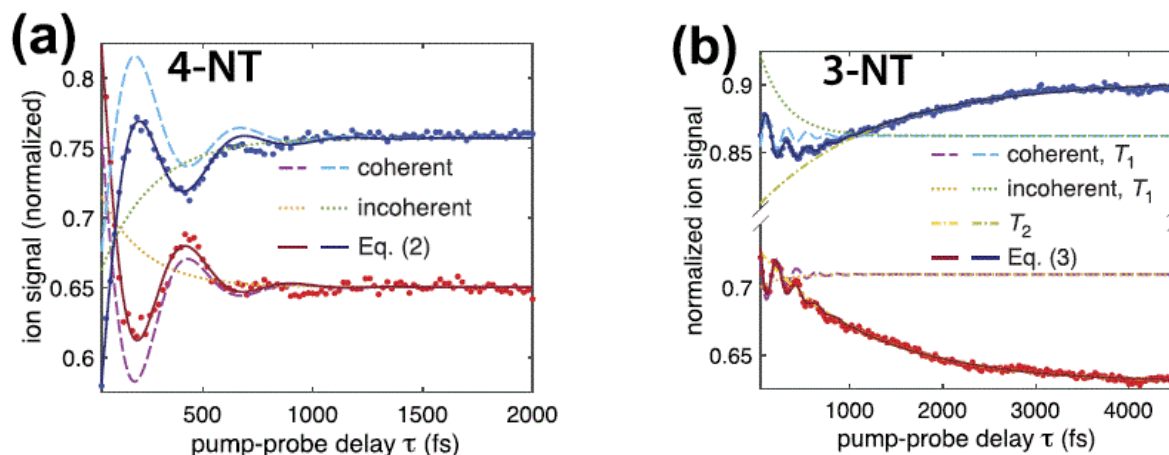 (a)
4-NT
ion signal (normalized)
0.8
0.75
0.7
0.65
0.6
coherent
incoherent
Eq. (2)
500
1000
1500
2000
pump-probe delay τ (fs)
(b)
3-NT
normalized ion signal
0.9
0.85
0.7
0.65
coherent, T1
incoherent, T1
T2
Eq. (3)
1000
2000
3000
4000
pump-probe delay τ (fs)